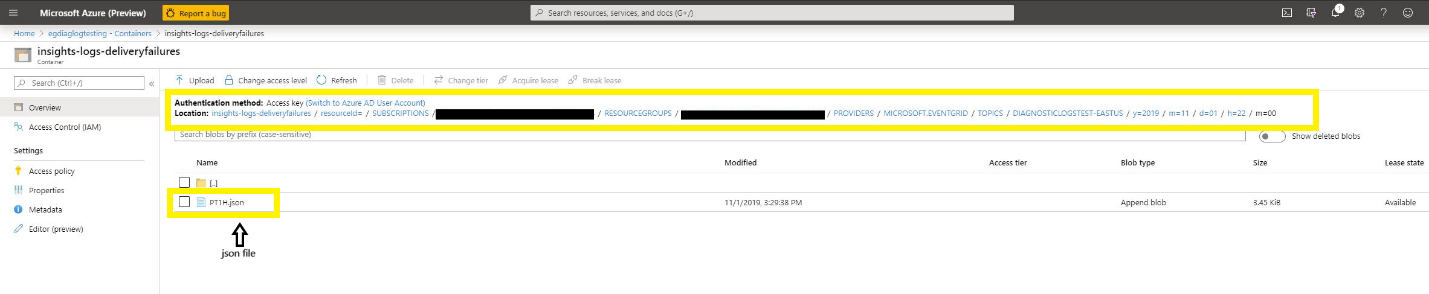 Microsoft Azure (Preview)
Report a bug
Search resources, services, and docs (G+/)
1
Home > egdiaglogtesting - Containers > insights-logs-deliveryfailures
insights-logs-deliveryfailures
Container
Search (Ctrl+/)
«
Upload
Change access level
Refresh
Delete
Change tier
Acquire lease
Break lease
Overview
Access Control (IAM)
Settings
Access policy
Properties
Metadata
Editor (preview)
Authentication method: Access key (Switch to Azure AD User Account)
Location: insights-logs-deliveryfailures / resourceId= / SUBSCRIPTIONS / / RESOURCEGROUPS / / PROVIDERS / MICROSOFT.EVENTGRID / TOPICS / DIAGNOSTICLOGSTEST-EASTUS / y=2019 / m=11 / d=01 / h=22 / m=00
Search blobs by prefix (case-sensitive)
Show deleted blobs
Name Modified Access tier Blob type Size Lease state
[..]
PT1H.json 11/1/2019, 3:29:38 PM Append blob 3.45 KiB Available
json file